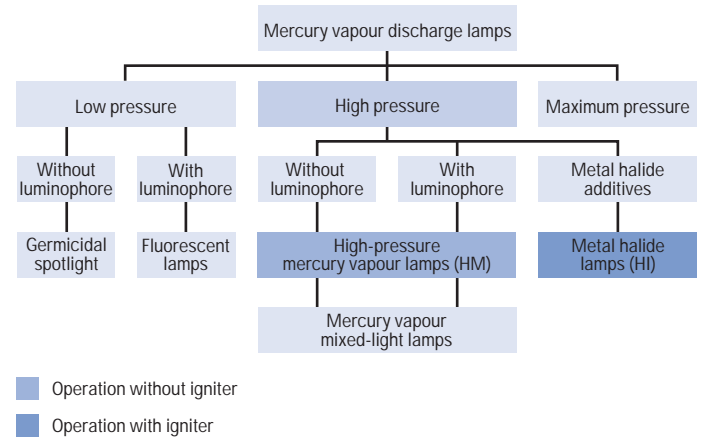 Mercury vapour discharge lamps
Low pressure
High pressure
Maximum pressure
Without
luminophore
With
luminophore
Without
luminophore
With
luminophore
Metal halide
additives
Germicidal
spotlight
Fluorescent
lamps
High-pressure
mercury vapour lamps (HM)
Metal halide
lamps (HI)
Mercury vapour
mixed-light lamps
Operation without igniter
Operation with igniter